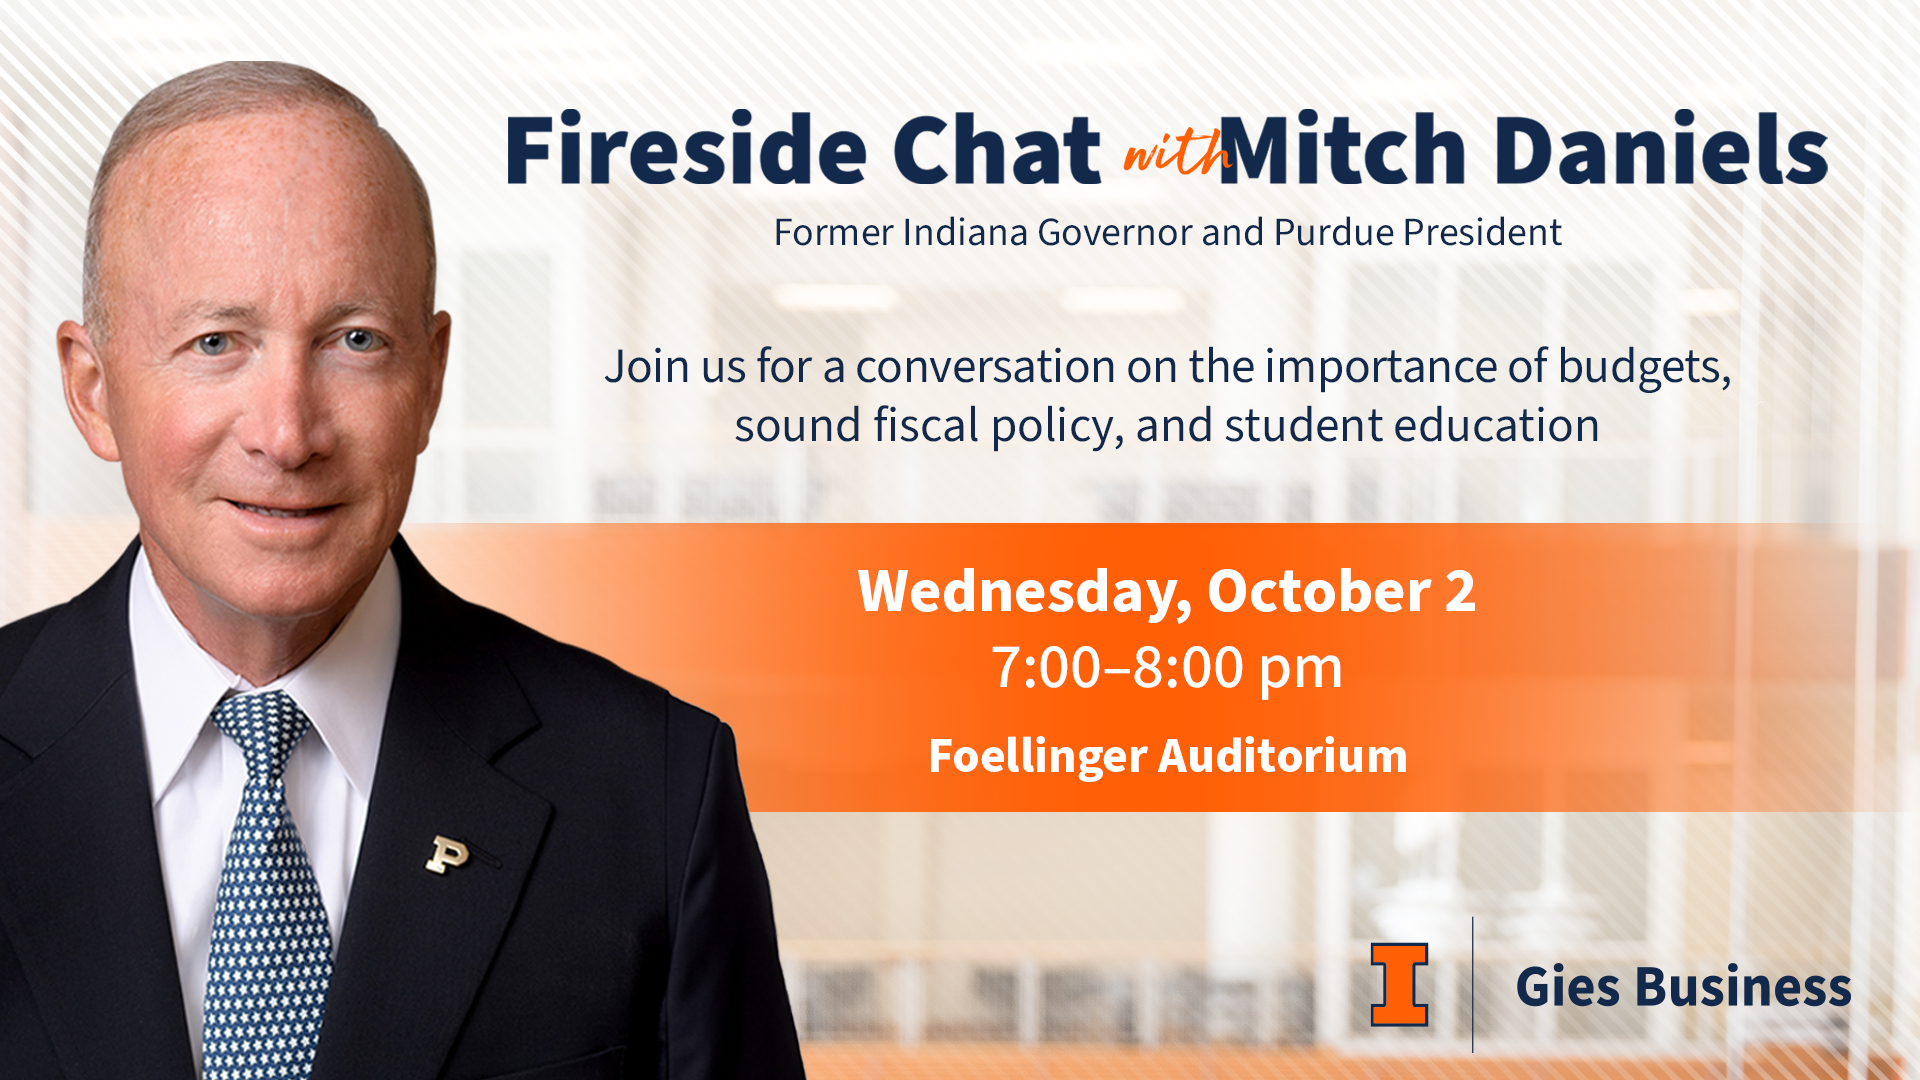 Fireside Chat with Mitch Daniels
Former Indiana Governor and Purdue President
Join us for a conversation on the importance of budgets,
sound fiscal policy, and student education
Wednesday, October 2
7:00–8:00 pm
Foellinger Auditorium
P
I
Gies Business